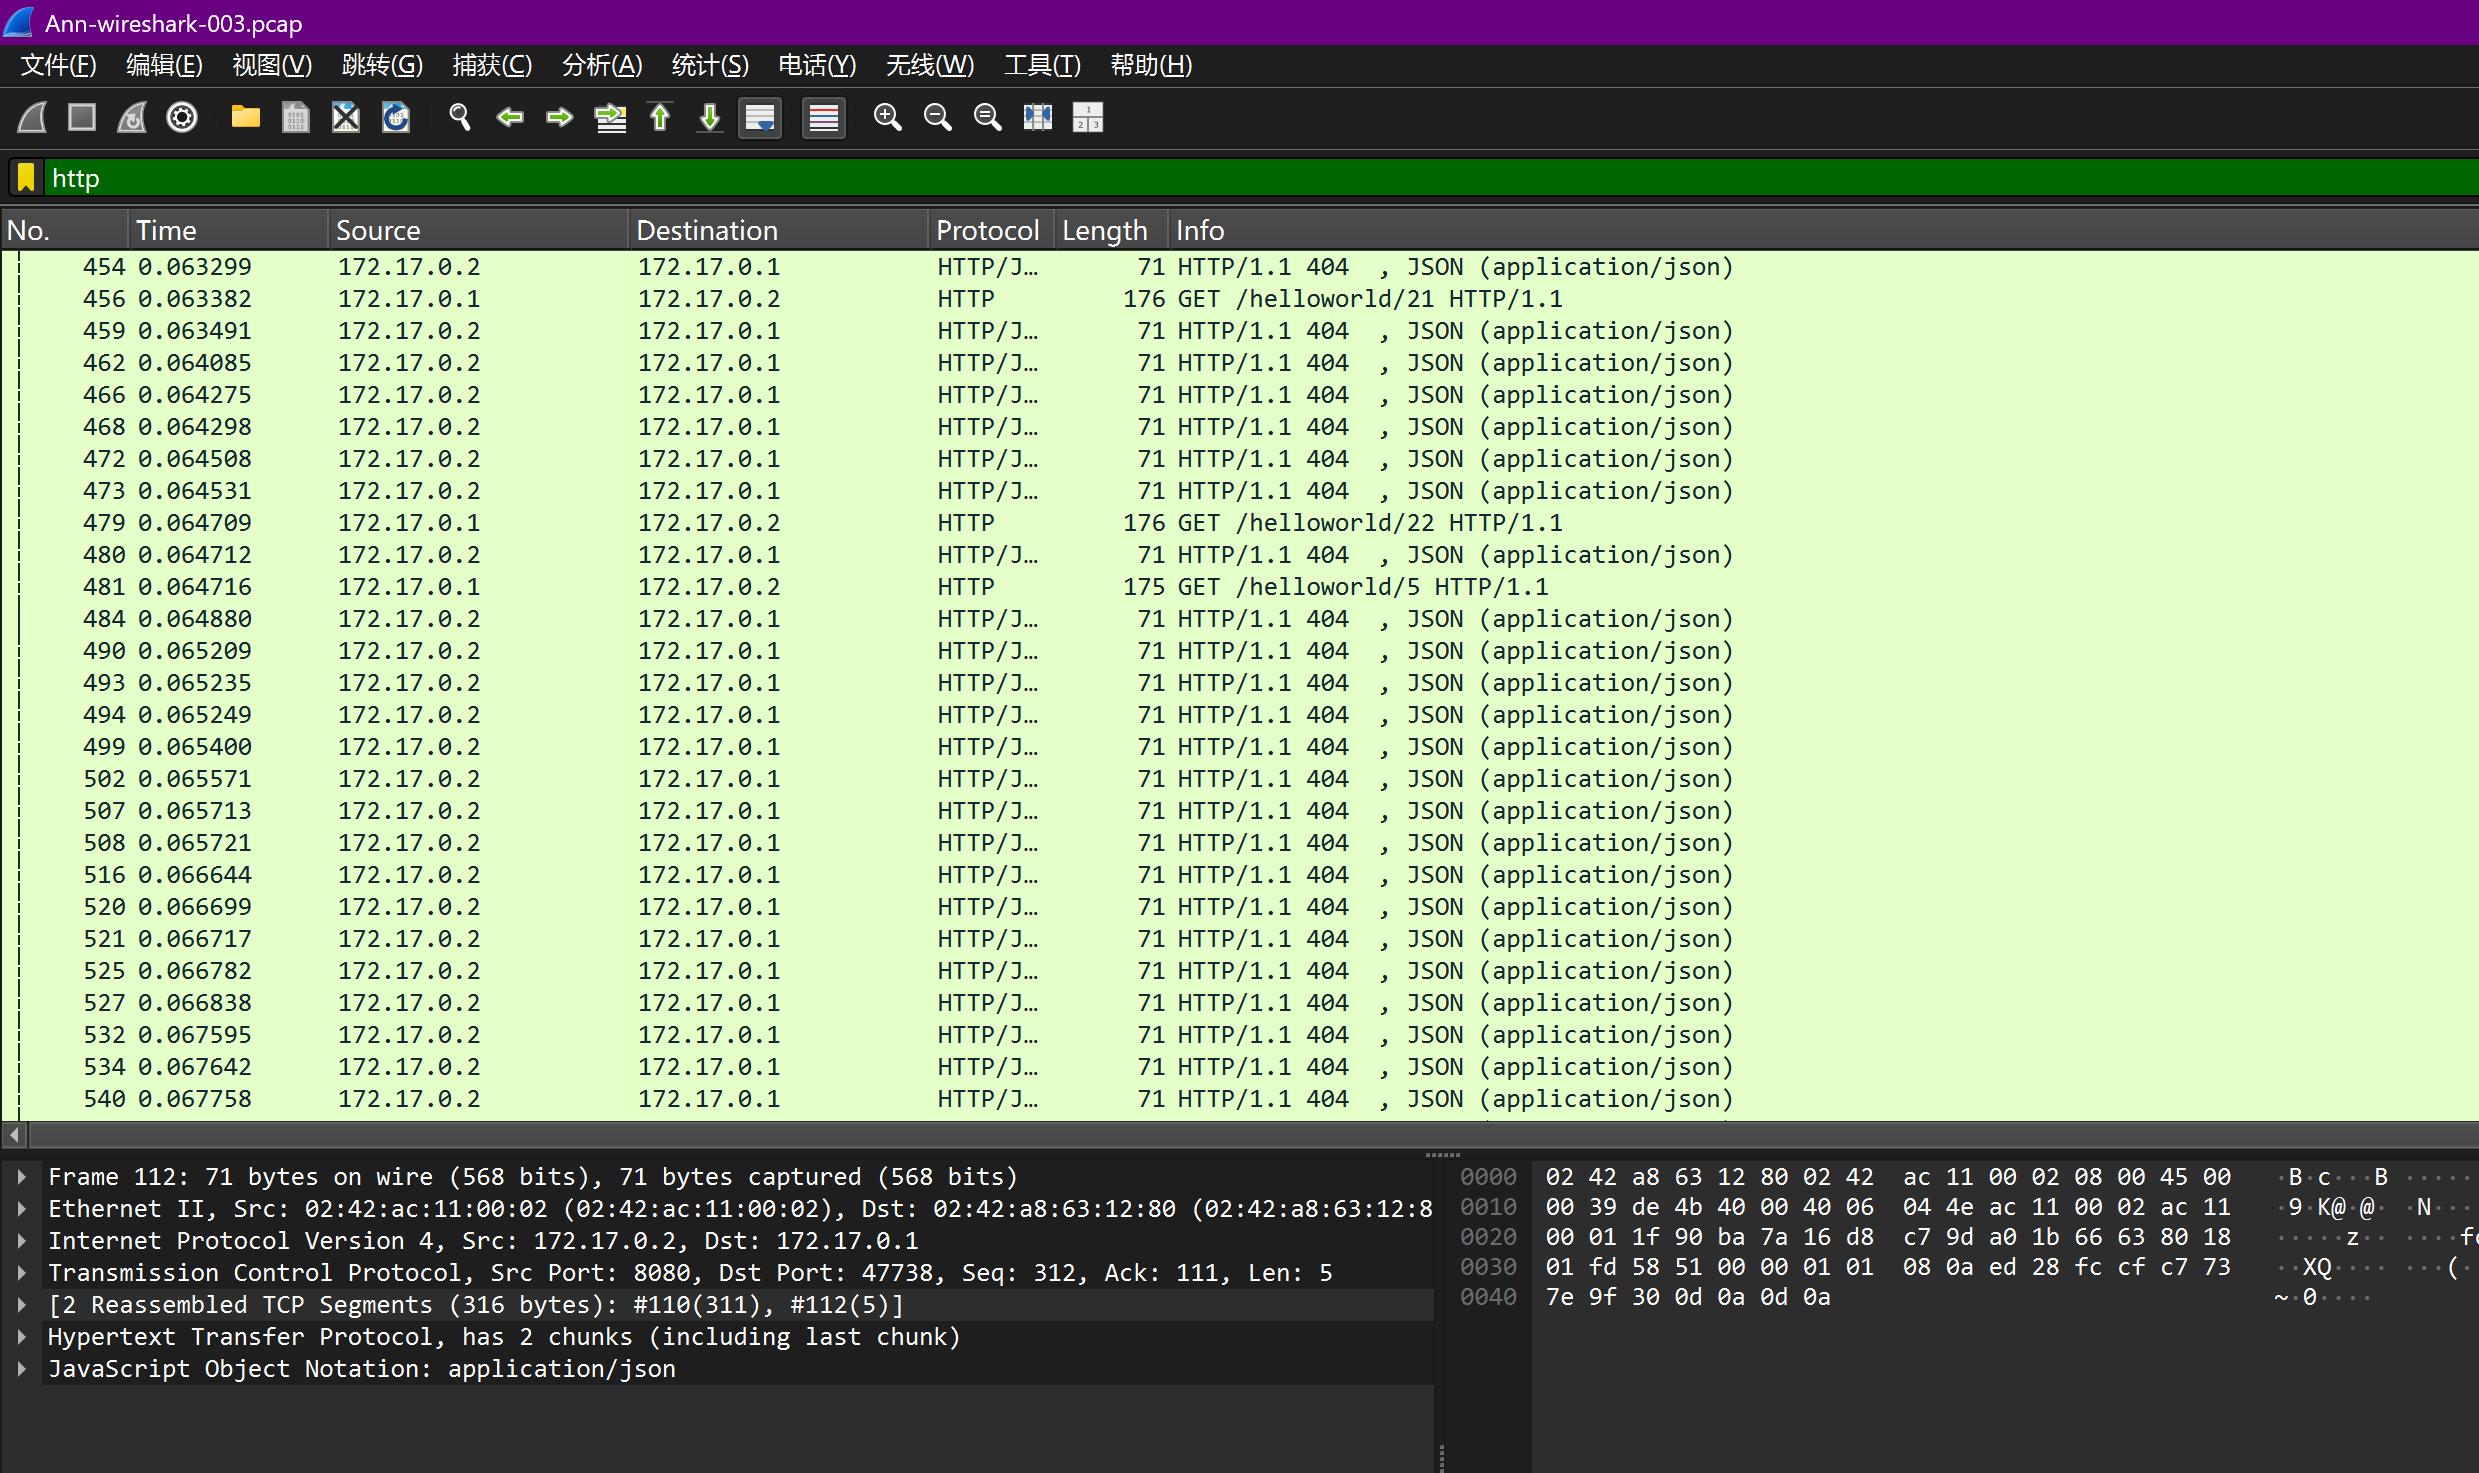 Ann-wireshark-003.pcap
文件(F) 编辑(E) 视图(V) 跳转(G) 捕获(C) 分析(A) 统计(S) 电话(Y) 无线(W) 工具(T) 帮助(H)
http
No. Time Source Destination Protocol Length Info
454 0.063299 172.17.0.2 172.17.0.1 HTTP/J… 71 HTTP/1.1 404 , JSON (application/json)
456 0.063382 172.17.0.1 172.17.0.2 HTTP 176 GET /helloworld/21 HTTP/1.1
459 0.063491 172.17.0.2 172.17.0.1 HTTP/J… 71 HTTP/1.1 404 , JSON (application/json)
462 0.064085 172.17.0.2 172.17.0.1 HTTP/J… 71 HTTP/1.1 404 , JSON (application/json)
466 0.064275 172.17.0.2 172.17.0.1 HTTP/J… 71 HTTP/1.1 404 , JSON (application/json)
468 0.064298 172.17.0.2 172.17.0.1 HTTP/J… 71 HTTP/1.1 404 , JSON (application/json)
472 0.064508 172.17.0.2 172.17.0.1 HTTP/J… 71 HTTP/1.1 404 , JSON (application/json)
473 0.064531 172.17.0.2 172.17.0.1 HTTP/J… 71 HTTP/1.1 404 , JSON (application/json)
479 0.064709 172.17.0.1 172.17.0.2 HTTP 176 GET /helloworld/22 HTTP/1.1
480 0.064712 172.17.0.2 172.17.0.1 HTTP/J… 71 HTTP/1.1 404 , JSON (application/json)
481 0.064716 172.17.0.1 172.17.0.2 HTTP 175 GET /helloworld/5 HTTP/1.1
484 0.064880 172.17.0.2 172.17.0.1 HTTP/J… 71 HTTP/1.1 404 , JSON (application/json)
490 0.065209 172.17.0.2 172.17.0.1 HTTP/J… 71 HTTP/1.1 404 , JSON (application/json)
493 0.065235 172.17.0.2 172.17.0.1 HTTP/J… 71 HTTP/1.1 404 , JSON (application/json)
494 0.065249 172.17.0.2 172.17.0.1 HTTP/J… 71 HTTP/1.1 404 , JSON (application/json)
499 0.065400 172.17.0.2 172.17.0.1 HTTP/J… 71 HTTP/1.1 404 , JSON (application/json)
502 0.065571 172.17.0.2 172.17.0.1 HTTP/J… 71 HTTP/1.1 404 , JSON (application/json)
507 0.065713 172.17.0.2 172.17.0.1 HTTP/J… 71 HTTP/1.1 404 , JSON (application/json)
508 0.065721 172.17.0.2 172.17.0.1 HTTP/J… 71 HTTP/1.1 404 , JSON (application/json)
516 0.066644 172.17.0.2 172.17.0.1 HTTP/J… 71 HTTP/1.1 404 , JSON (application/json)
520 0.066699 172.17.0.2 172.17.0.1 HTTP/J… 71 HTTP/1.1 404 , JSON (application/json)
521 0.066717 172.17.0.2 172.17.0.1 HTTP/J… 71 HTTP/1.1 404 , JSON (application/json)
525 0.066782 172.17.0.2 172.17.0.1 HTTP/J… 71 HTTP/1.1 404 , JSON (application/json)
527 0.066838 172.17.0.2 172.17.0.1 HTTP/J… 71 HTTP/1.1 404 , JSON (application/json)
532 0.067595 172.17.0.2 172.17.0.1 HTTP/J… 71 HTTP/1.1 404 , JSON (application/json)
534 0.067642 172.17.0.2 172.17.0.1 HTTP/J… 71 HTTP/1.1 404 , JSON (application/json)
540 0.067758 172.17.0.2 172.17.0.1 HTTP/J… 71 HTTP/1.1 404 , JSON (application/json)
Frame 112: 71 bytes on wire (568 bits), 71 bytes captured (568 bits)
Ethernet II, Src: 02:42:ac:11:00:02 (02:42:ac:11:00:02), Dst: 02:42:a8:63:12:80 (02:42:a8:63:12:8
Internet Protocol Version 4, Src: 172.17.0.2, Dst: 172.17.0.1
Transmission Control Protocol, Src Port: 8080, Dst Port: 47738, Seq: 312, Ack: 111, Len: 5
[2 Reassembled TCP Segments (316 bytes): #110(311), #112(5)]
Hypertext Transfer Protocol, has 2 chunks (including last chunk)
JavaScript Object Notation: application/json
0000 02 42 a8 63 12 80 02 42 ac 11 00 02 08 00 45 00 ·B·c···B ······
0010 00 39 de 4b 40 00 40 06 04 4e ac 11 00 02 ac 11 ·9·K@·@· ·N····
0020 00 01 1f 90 ba 7a 16 d8 c7 9d a0 1b 66 63 80 18 ·····z·· ····fc
0030 01 fd 58 51 00 00 01 01 08 0a ed 28 fc cf c7 73 ··XQ···· ···(·
0040 7e 9f 30 0d 0a 0d 0a ~·0····